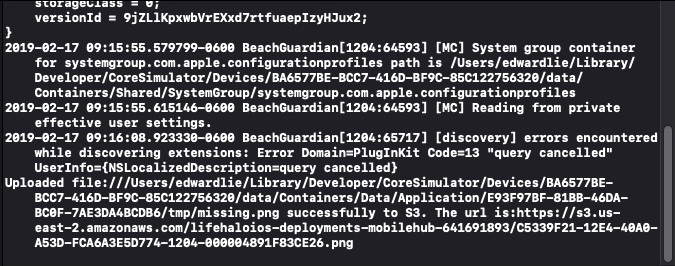 storageClass = 0;
versionId = 9jZLlKpxwbVrEXxd7rtfuaepIzyHJux2;
}
2019-02-17 09:15:55.579799-0600 BeachGuardian[1204:64593] [MC] System group container
for systemgroup.com.apple.configurationprofiles path is /Users/edwardlie/Library/
Developer/CoreSimulator/Devices/BA6577BE-BCC7-416D-BF9C-85C122756320/data/
Containers/Shared/SystemGroup/systemgroup.com.apple.configurationprofiles
2019-02-17 09:15:55.615146-0600 BeachGuardian[1204:64593] [MC] Reading from private
effective user settings.
2019-02-17 09:16:08.923330-0600 BeachGuardian[1204:65717] [discovery] errors encountered
while discovering extensions: Error Domain=PlugInKit Code=13 "query cancelled"
UserInfo={NSLocalizedDescription=query cancelled}
Uploaded file:///Users/edwardlie/Library/Developer/CoreSimulator/Devices/BA6577BE-
BCC7-416D-BF9C-85C122756320/data/Containers/Data/Application/E93F97BF-81BB-46DA-
BC0F-7AE3DA4BCDB6/tmp/missing.png successfully to S3. The url is:https://s3.us-
east-2.amazonaws.com/lifehaloios-deployments-mobilehub-641691893/C5339F21-12E4-40A0-
A53D-FCA6A3E5D774-1204-000004891F83CE26.png